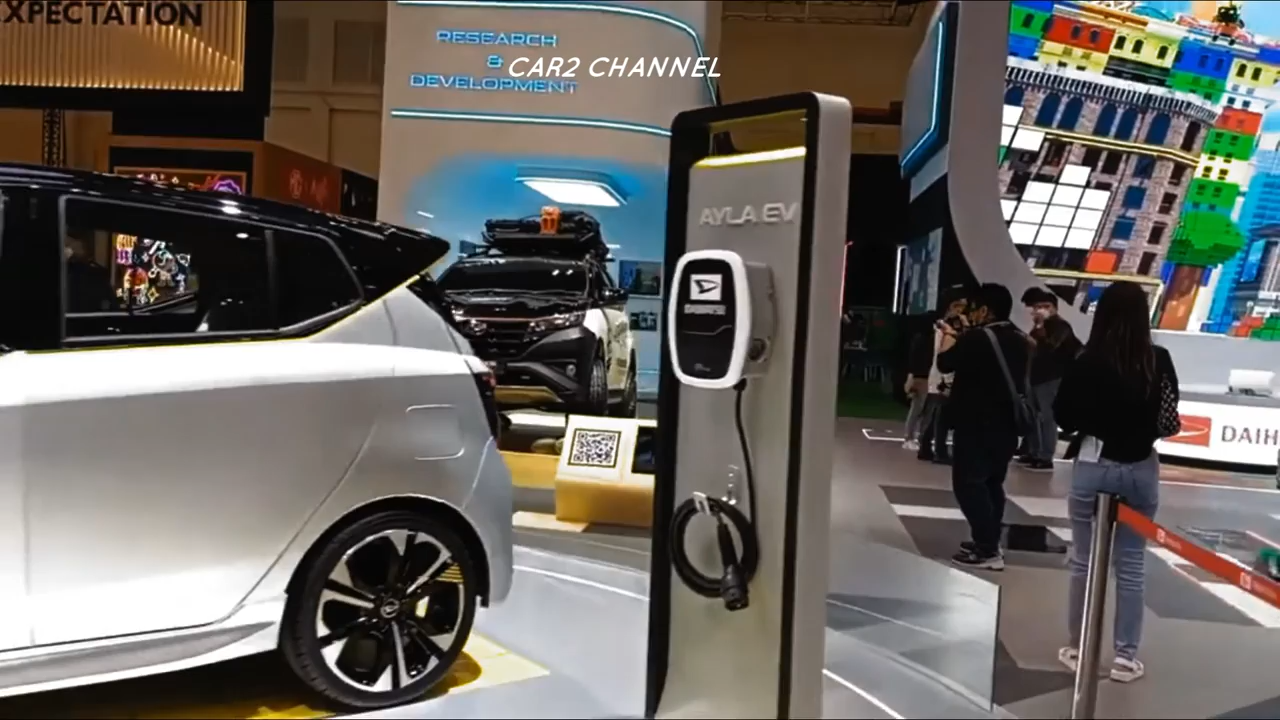 XPECTATION
RESEARCH
&
DEVELOPMENT
CAR2 CHANNEL
AYLA EV
DAIH